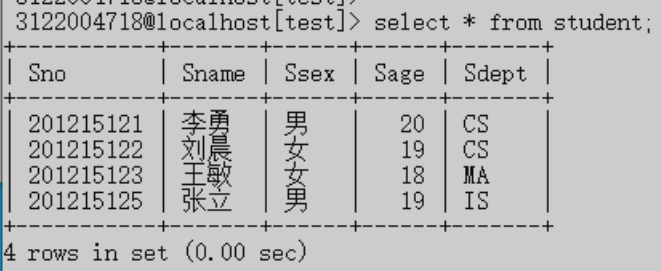 3122004718@localhost[test]> select * from student;
+-----------+-------+------+------+-------+
| Sno | Sname | Ssex | Sage | Sdept |
+-----------+-------+------+------+-------+
| 201215121 | 李勇 | 男 | 20 | CS |
| 201215122 | 刘晨 | 女 | 19 | CS |
| 201215123 | 王敏 | 女 | 18 | MA |
| 201215125 | 张立 | 男 | 19 | IS |
+-----------+-------+------+------+-------+
4 rows in set (0.00 sec)